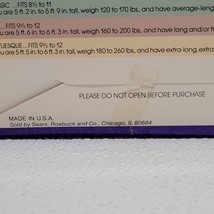 SIC ... FITS 8½ to 11
u are 5 ft. 2 in. to 5 ft. 9 in. tall, weigh 120 to 170 lbs, and have average-leng
... FITS 9½ to 12
u are 5 ft. 6 in. to 6 ft. 3 in. tall, weigh 160 to 200 lbs, and have long and/or f
UESQUE ... FITS 9½ to 12
are 5 ft. 5 in. to 6 ft. 3 in. tall, weigh 180 to 260 lbs, and have extra-long, extra
PLEASE DO NOT OPEN BEFORE PURCHASE
MADE IN U.S.A.
Sold by Sears, Roebuck and Co., Chicago, IL 60684